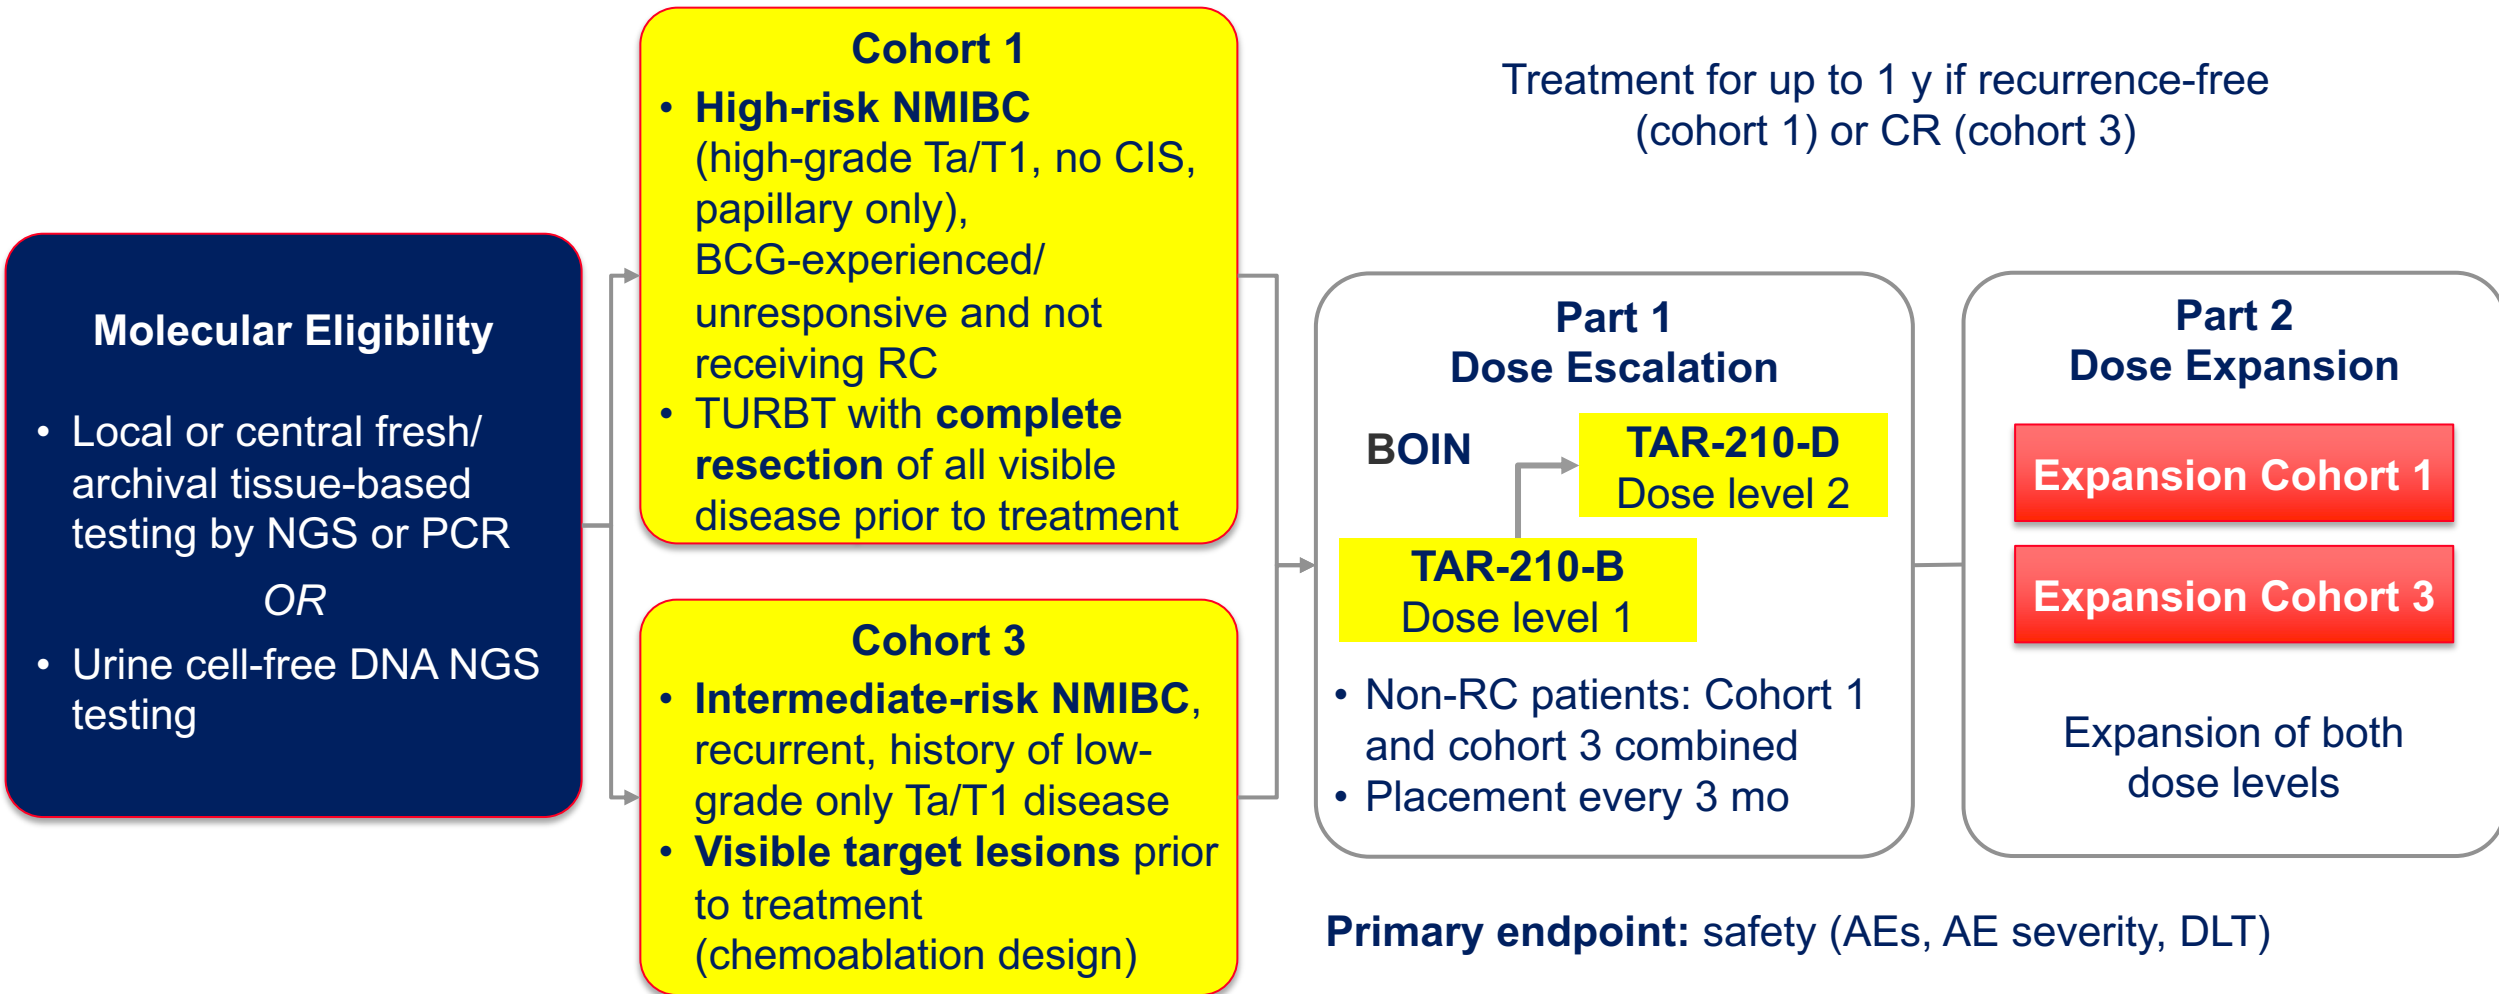 Molecular Eligibility
• Local or central fresh/
archival tissue-based
testing by NGS or PCR
OR
• Urine cell-free DNA NGS
testing
Cohort 1
• High-risk NMIBC
(high-grade Ta/T1, no CIS,
papillary only),
BCG-experienced/
unresponsive and not
receiving RC
• TURBT with complete
resection of all visible
disease prior to treatment
Cohort 3
• Intermediate-risk NMIBC,
recurrent, history of low-
grade only Ta/T1 disease
• Visible target lesions prior
to treatment
(chemoablation design)
Treatment for up to 1 y if recurrence-free
(cohort 1) or CR (cohort 3)
Part 1
Dose Escalation
BOIN
TAR-210-D
Dose level 2
TAR-210-B
Dose level 1
• Non-RC patients: Cohort 1
and cohort 3 combined
• Placement every 3 mo
Part 2
Dose Expansion
Expansion Cohort 1
Expansion Cohort 3
Expansion of both
dose levels
Primary endpoint: safety (AEs, AE severity, DLT)